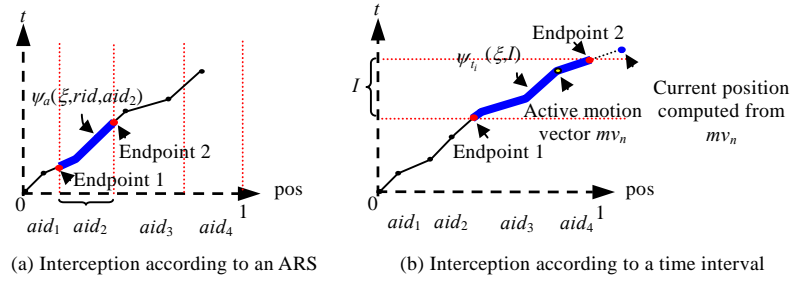 t
ψa(ξ,rid,aid2)
Endpoint 2
Endpoint 1
0
1
pos
aid1 aid2 aid3 aid4
(a) Interception according to an ARS
t
Endpoint 2
ψti (ξ,I)
I
Active motion
vector mvn
Current position
computed from
mvn
Endpoint 1
0
1
pos
aid1 aid2 aid3 aid4
(b) Interception according to a time interval